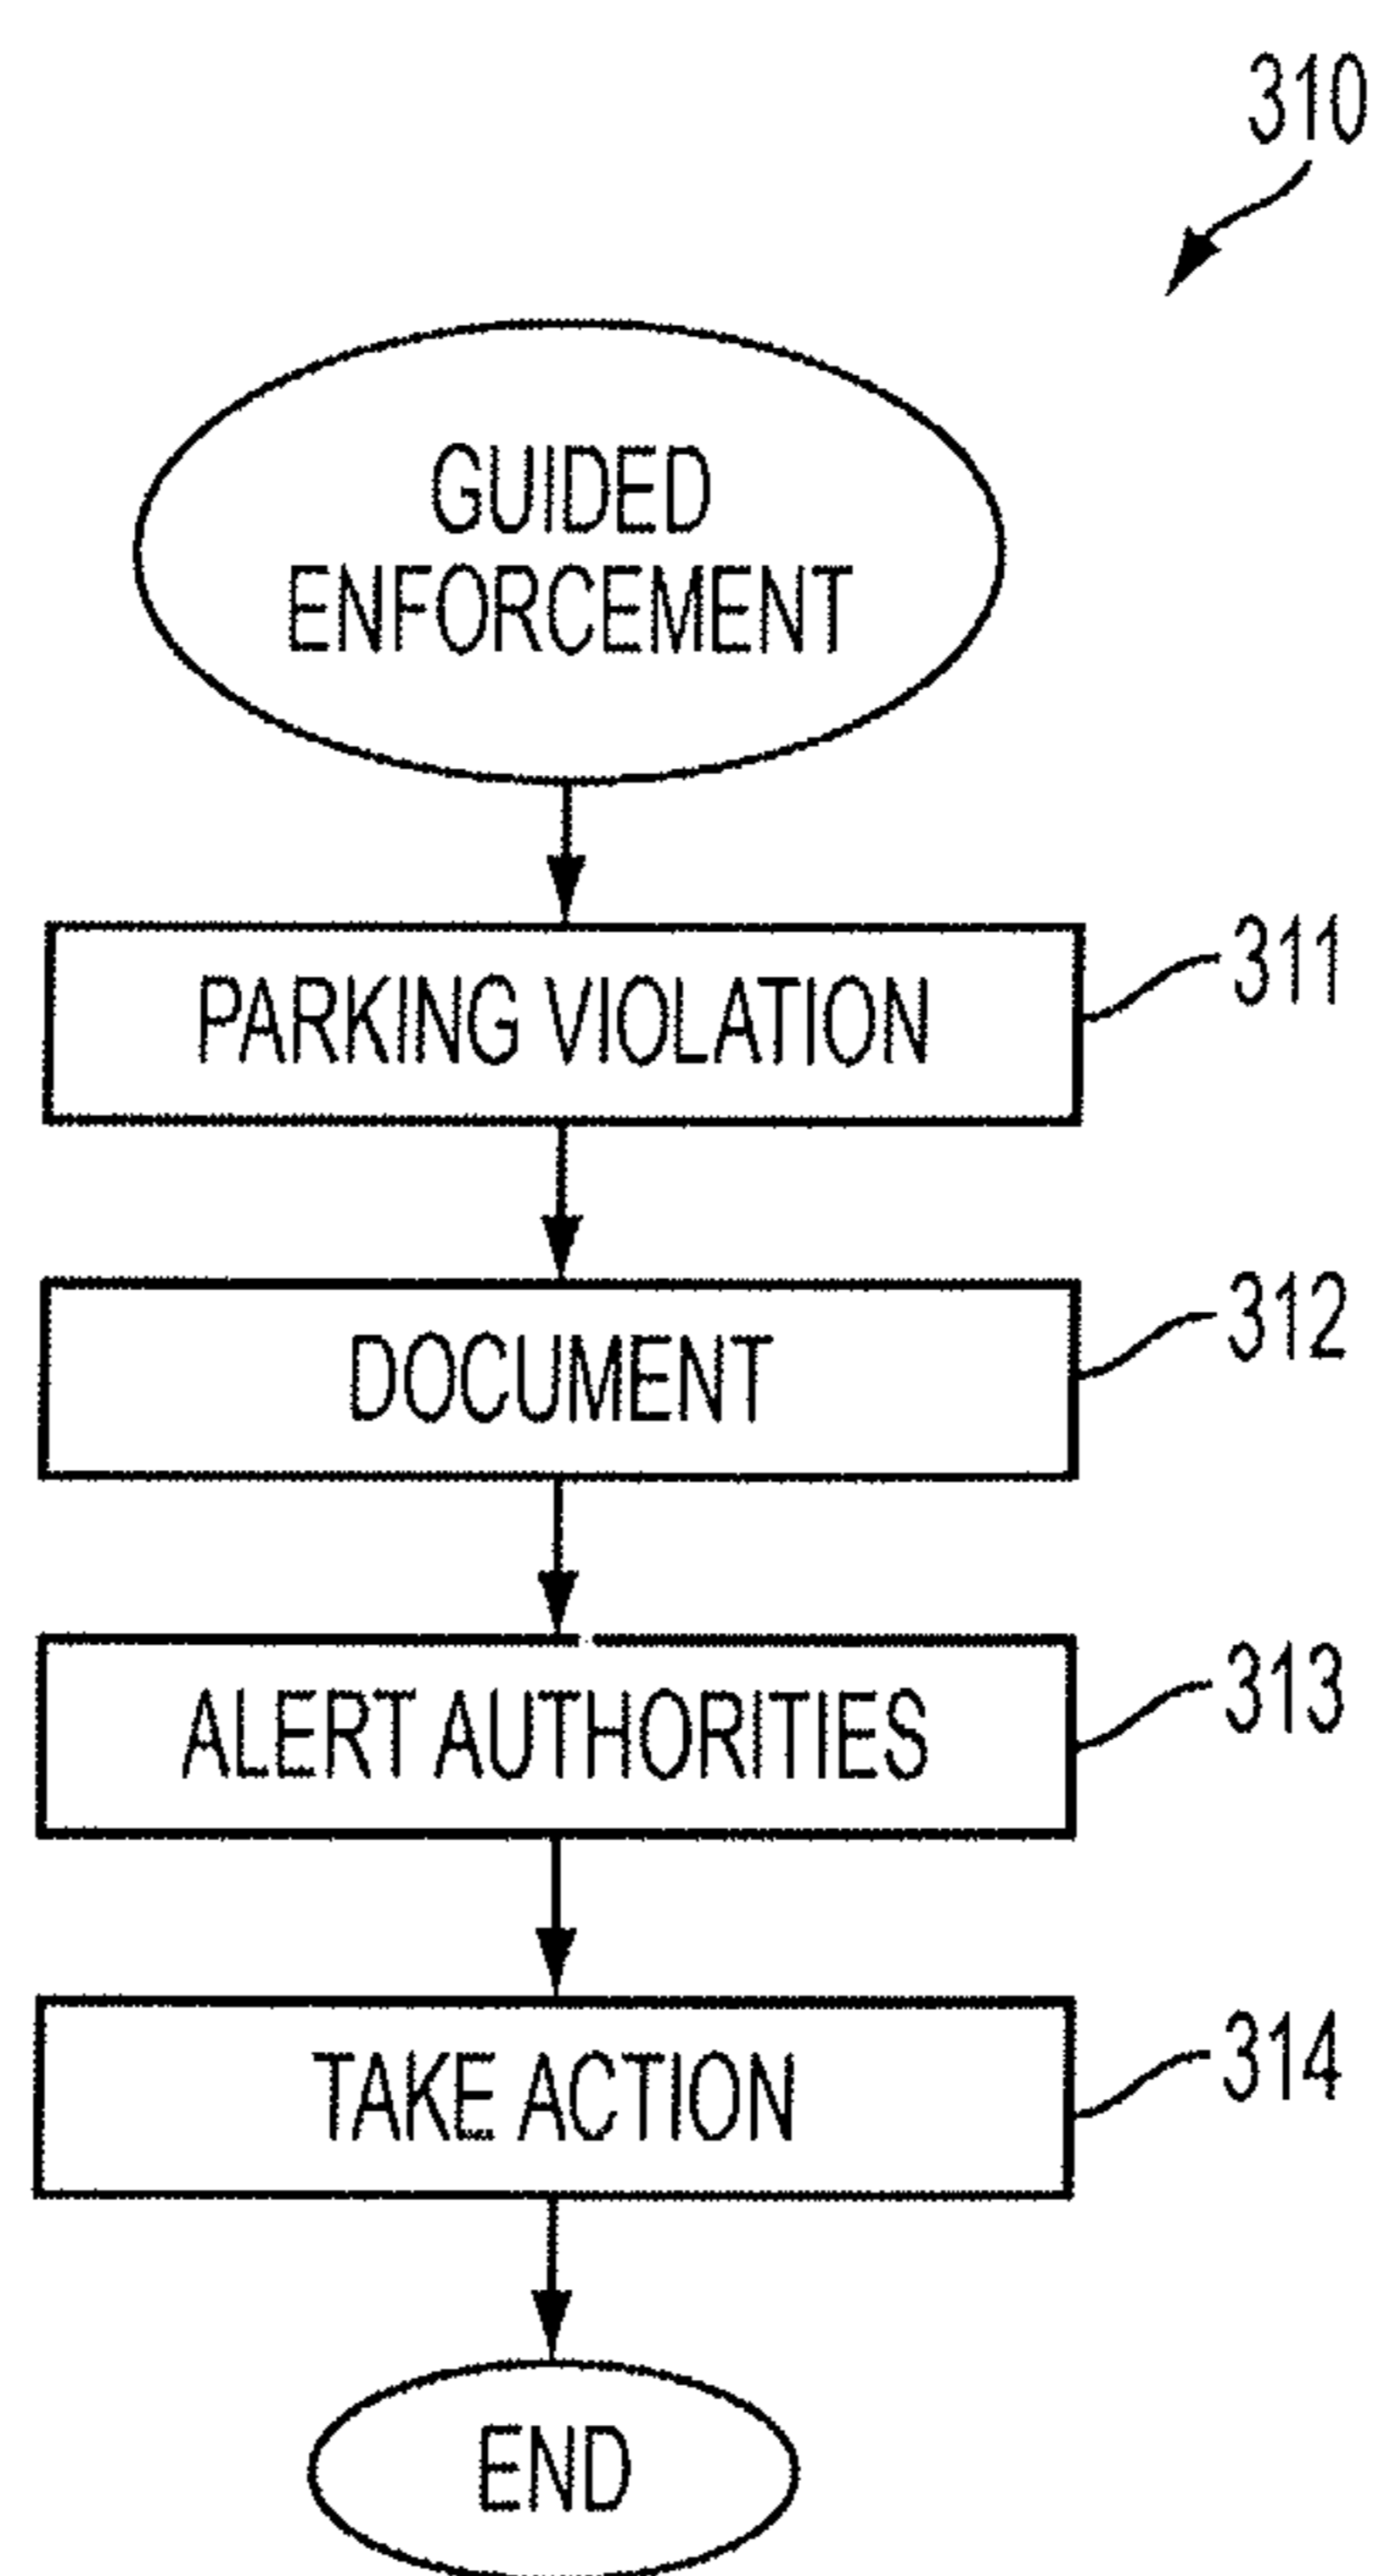 310
GUIDED
ENFORCEMENT
PARKING VIOLATION
311
DOCUMENT
312
ALERT AUTHORITIES
313
TAKE ACTION
314
END